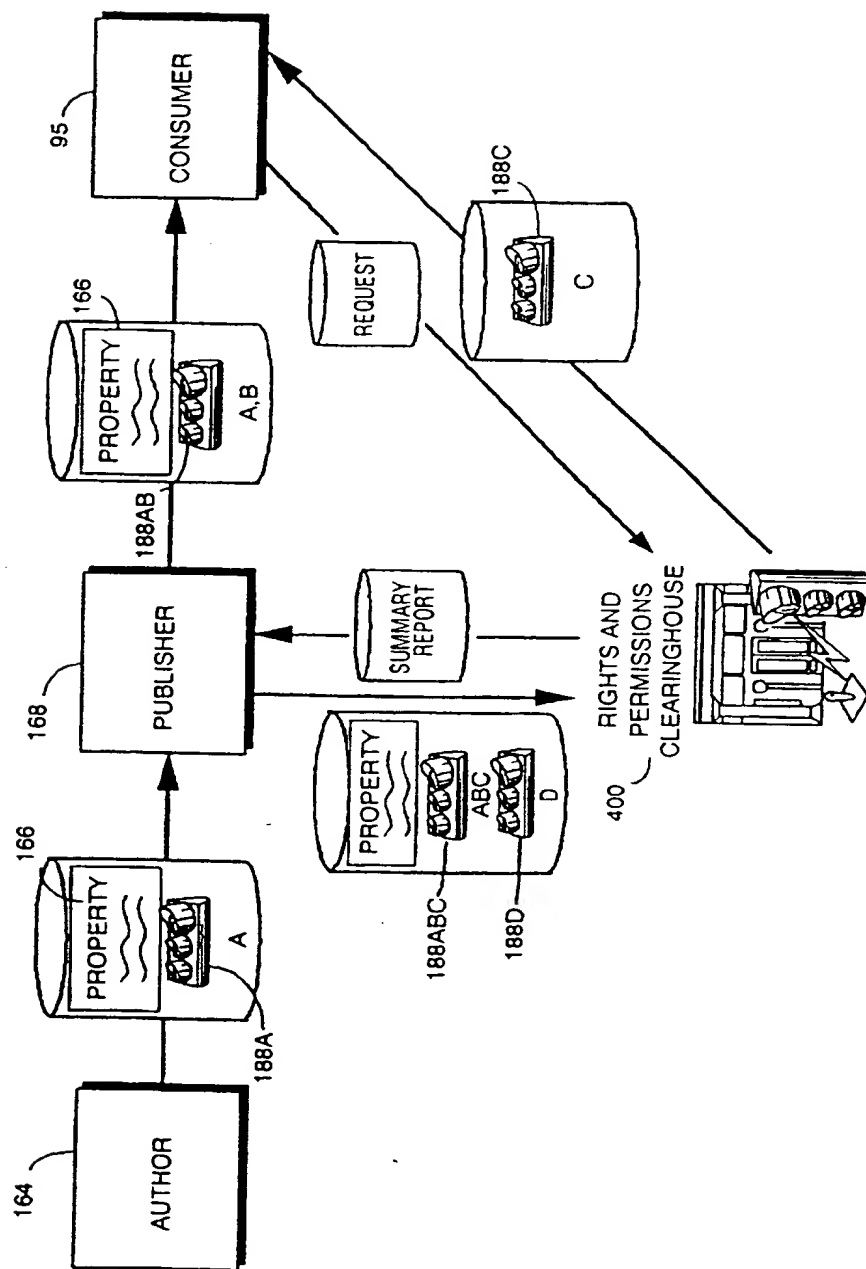 164
AUTHOR
166
PROPERTY
A
188A
168
PUBLISHER
188AB
166
PROPERTY
A,B
95
CONSUMER
PROPERTY
ABC
D
188ABC
188D
SUMMARY
REPORT
REQUEST
188C
C
400
RIGHTS AND
PERMISSIONS
CLEARINGHOUSE